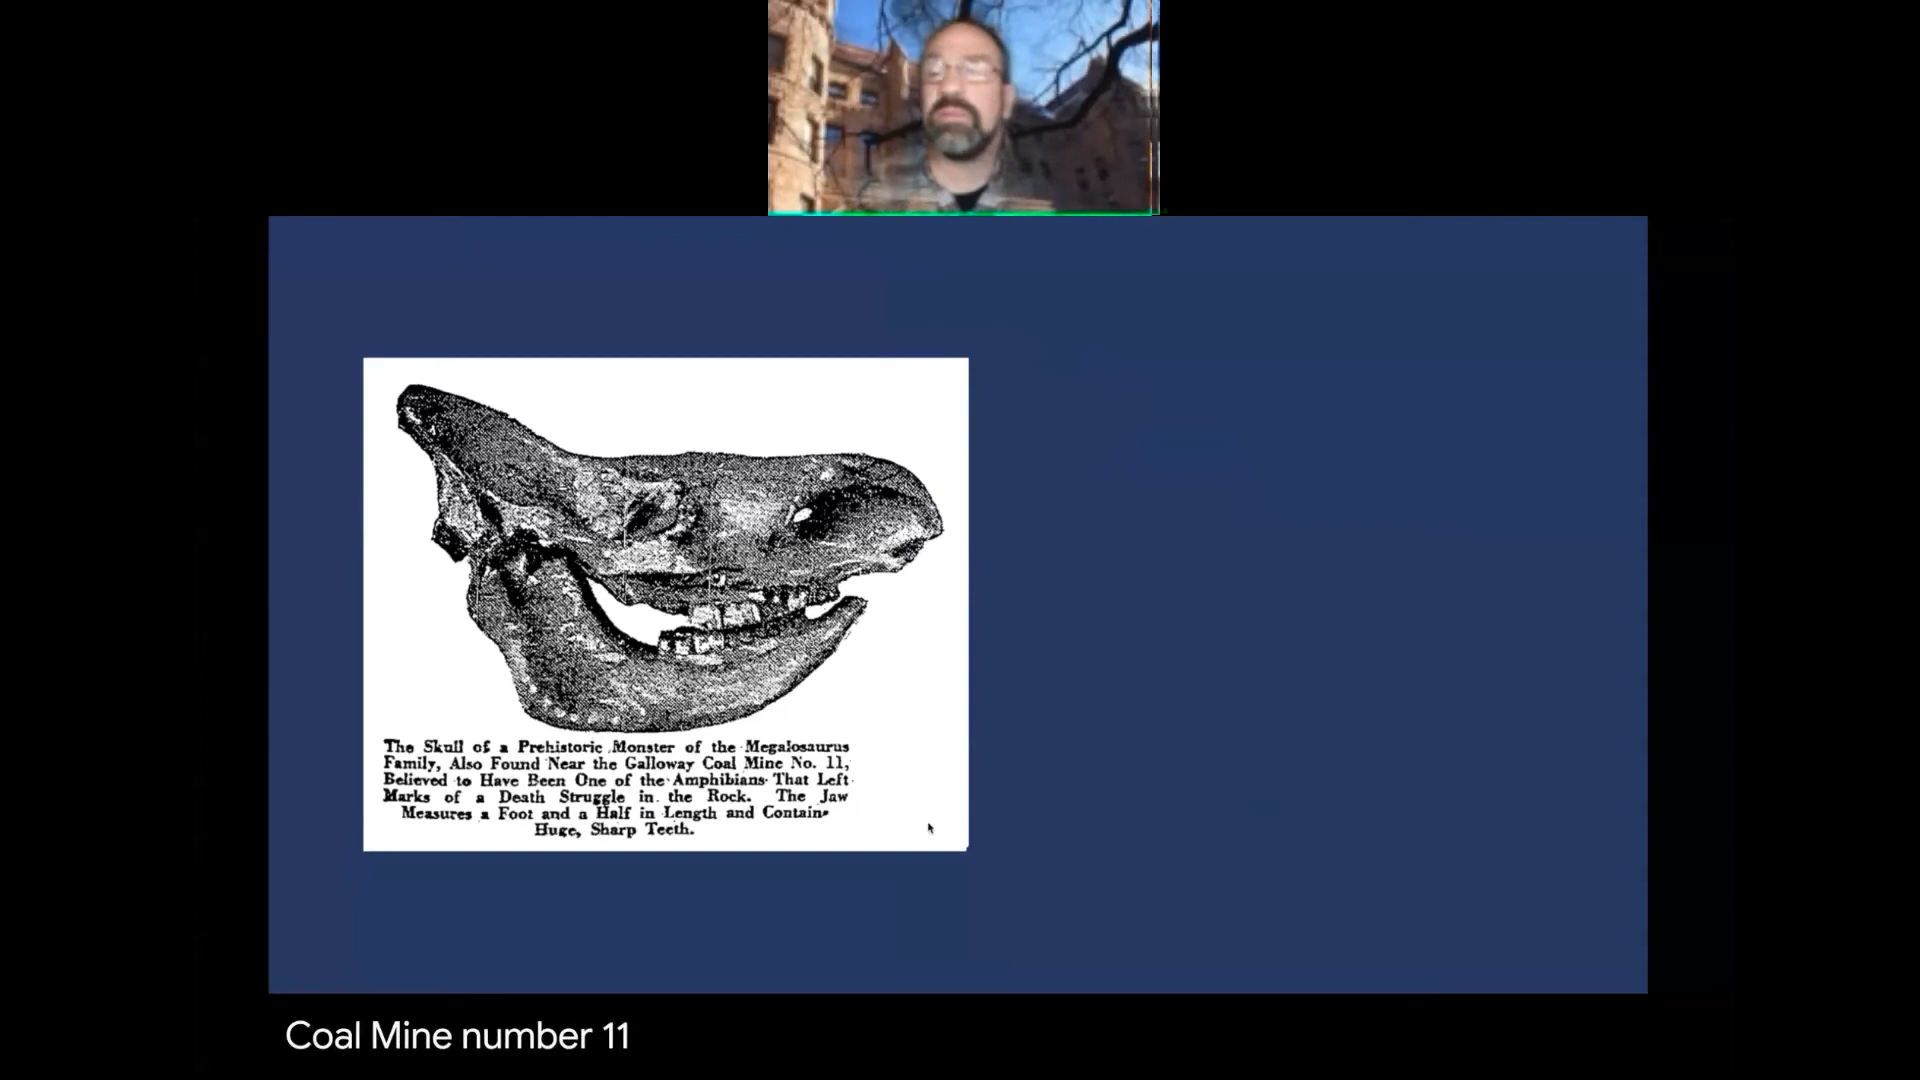 The Skull of a Prehistoric Monster of the Megalosaurus
Family, Also Found Near the Galloway Coal Mine No. 11,
Believed to Have Been One of the Amphibians That Left
Marks of a Death Struggle in the Rock. The Jaw
Measures a Foot and a Half in Length and Contains
Huge, Sharp Teeth.
Coal Mine number 11